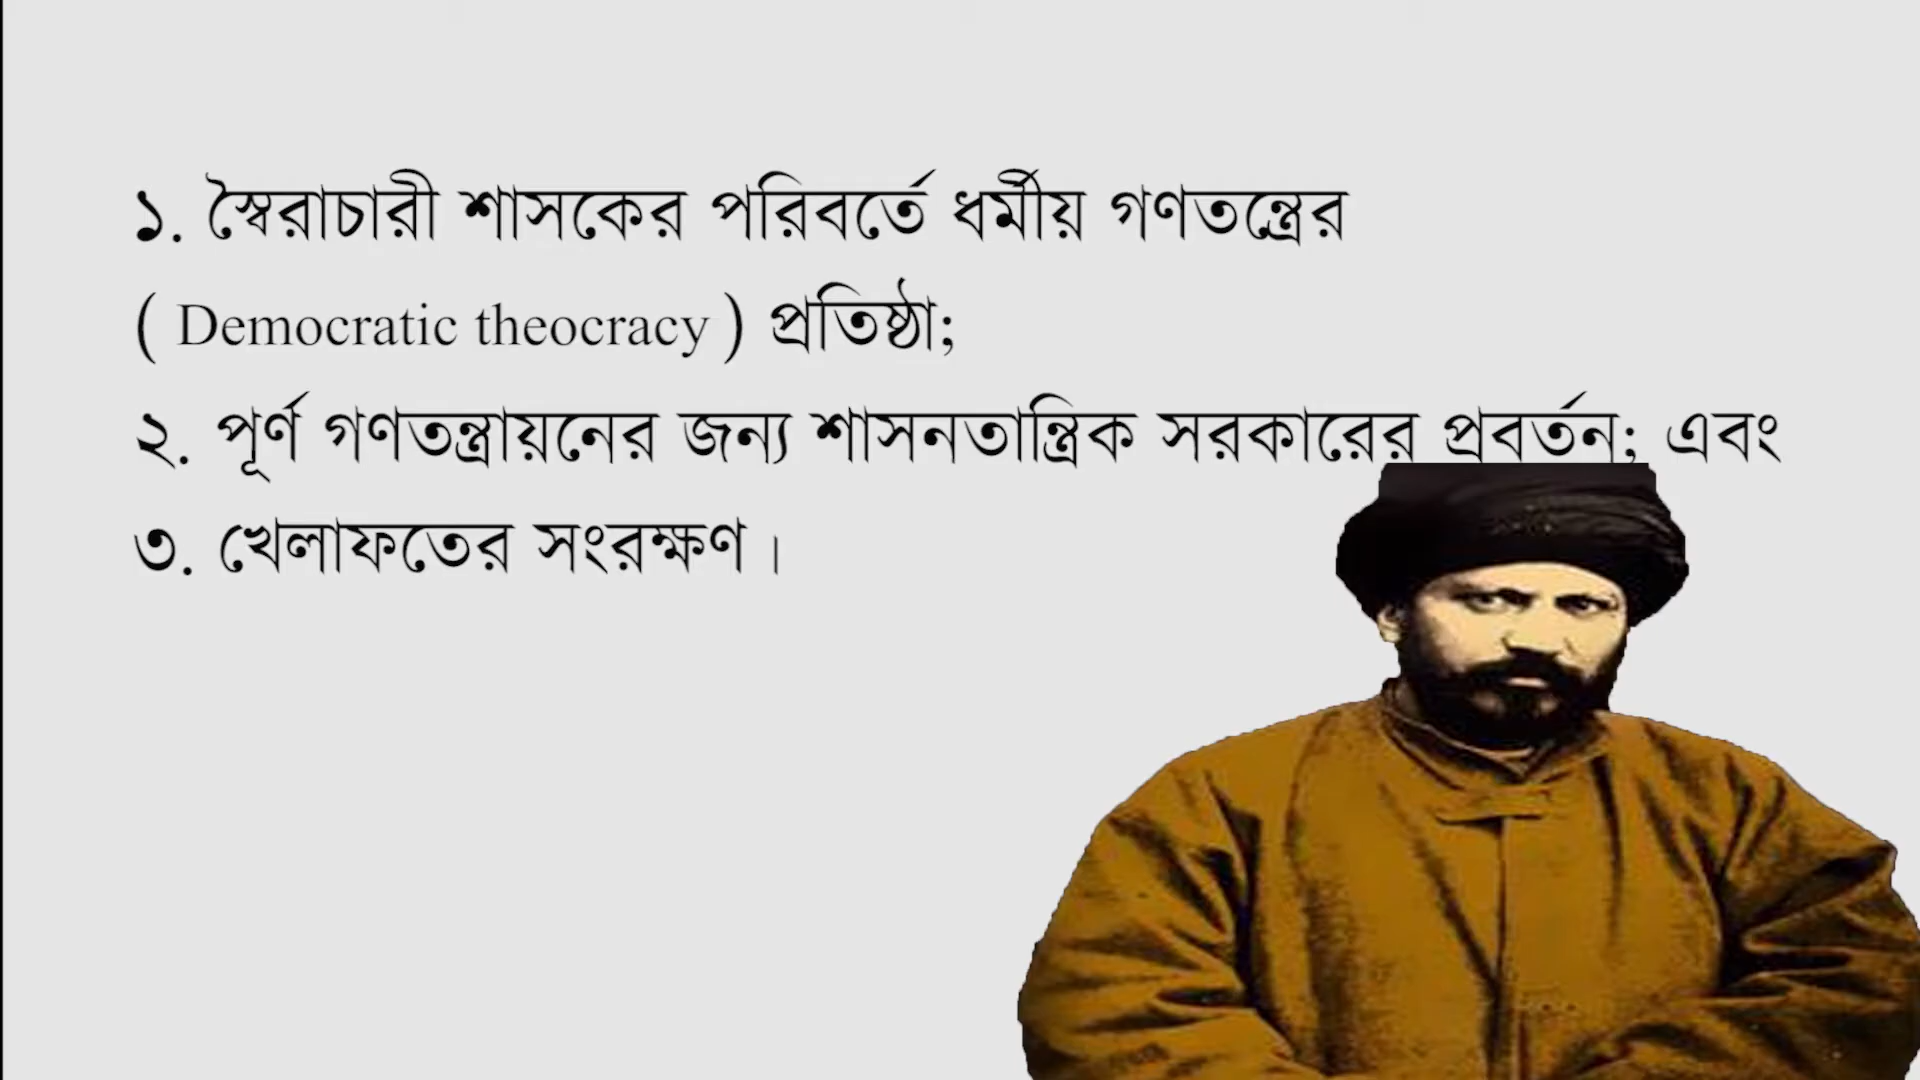 ১. স্বৈরাচারী শাসকের পরিবর্তে ধর্মীয় গণতন্ত্রের
( Democratic theocracy ) প্রতিষ্ঠা;
২. পূর্ণ গণতন্ত্রায়নের জন্য শাসনতান্ত্রিক সরকারের প্রবর্তন; এবং
৩. খেলাফতের সংরক্ষণ।